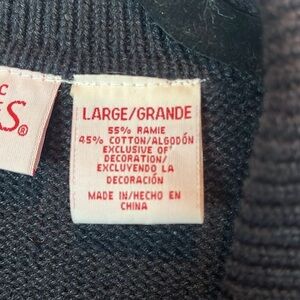 C
S®
LARGE/GRANDE
55% RAMIE
45% COTTON/ALGODÓN
EXCLUSIVE OF
DECORATION/
EXCLUYENDO LA
DECORACIÓN
MADE IN/HECHO EN
CHINA